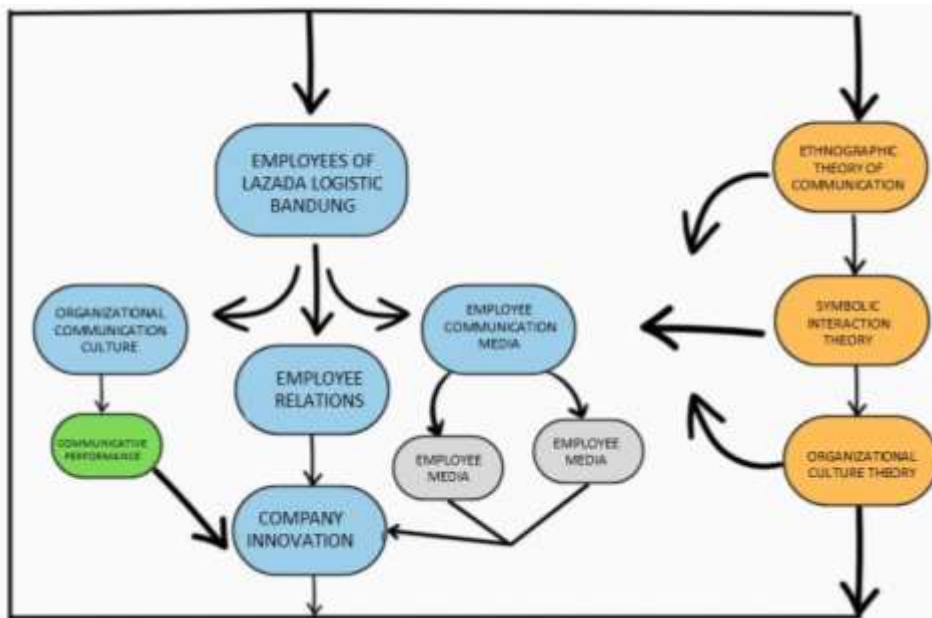 EMPLOYEES OF
LAZADA LOGISTIC
BANDUNG
ETHNOGRAPHIC
THEORY OF
COMMUNICATION
ORGANIZATIONAL
COMMUNICATION
CULTURE
EMPLOYEE
COMMUNICATION
MEDIA
SYMBOLIC
INTERACTION
THEORY
EMPLOYEE
RELATIONS
COMMUNICATIVE
PERFORMANCE
EMPLOYEE
MEDIA
EMPLOYEE
MEDIA
ORGANIZATIONAL
CULTURE THEORY
COMPANY
INNOVATION